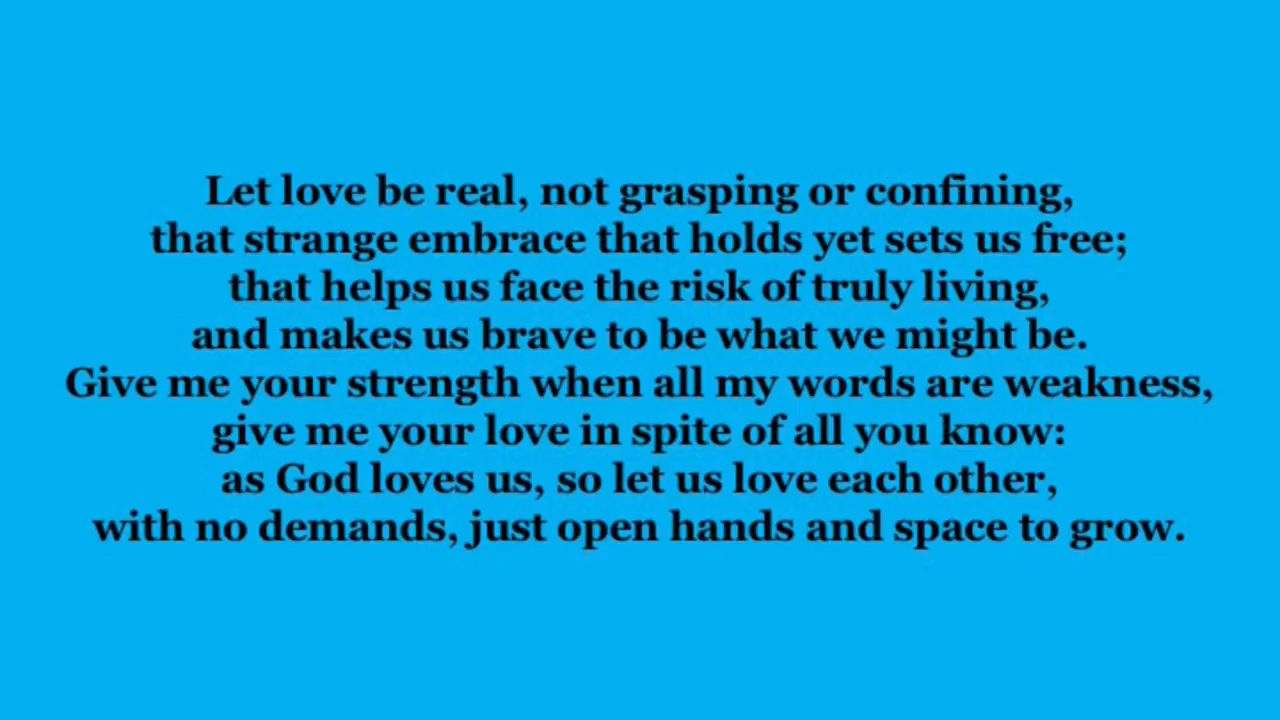 Let love be real, not grasping or confining,
that strange embrace that holds yet sets us free;
that helps us face the risk of truly living,
and makes us brave to be what we might be.
Give me your strength when all my words are weakness,
give me your love in spite of all you know:
as God loves us, so let us love each other,
with no demands, just open hands and space to grow.